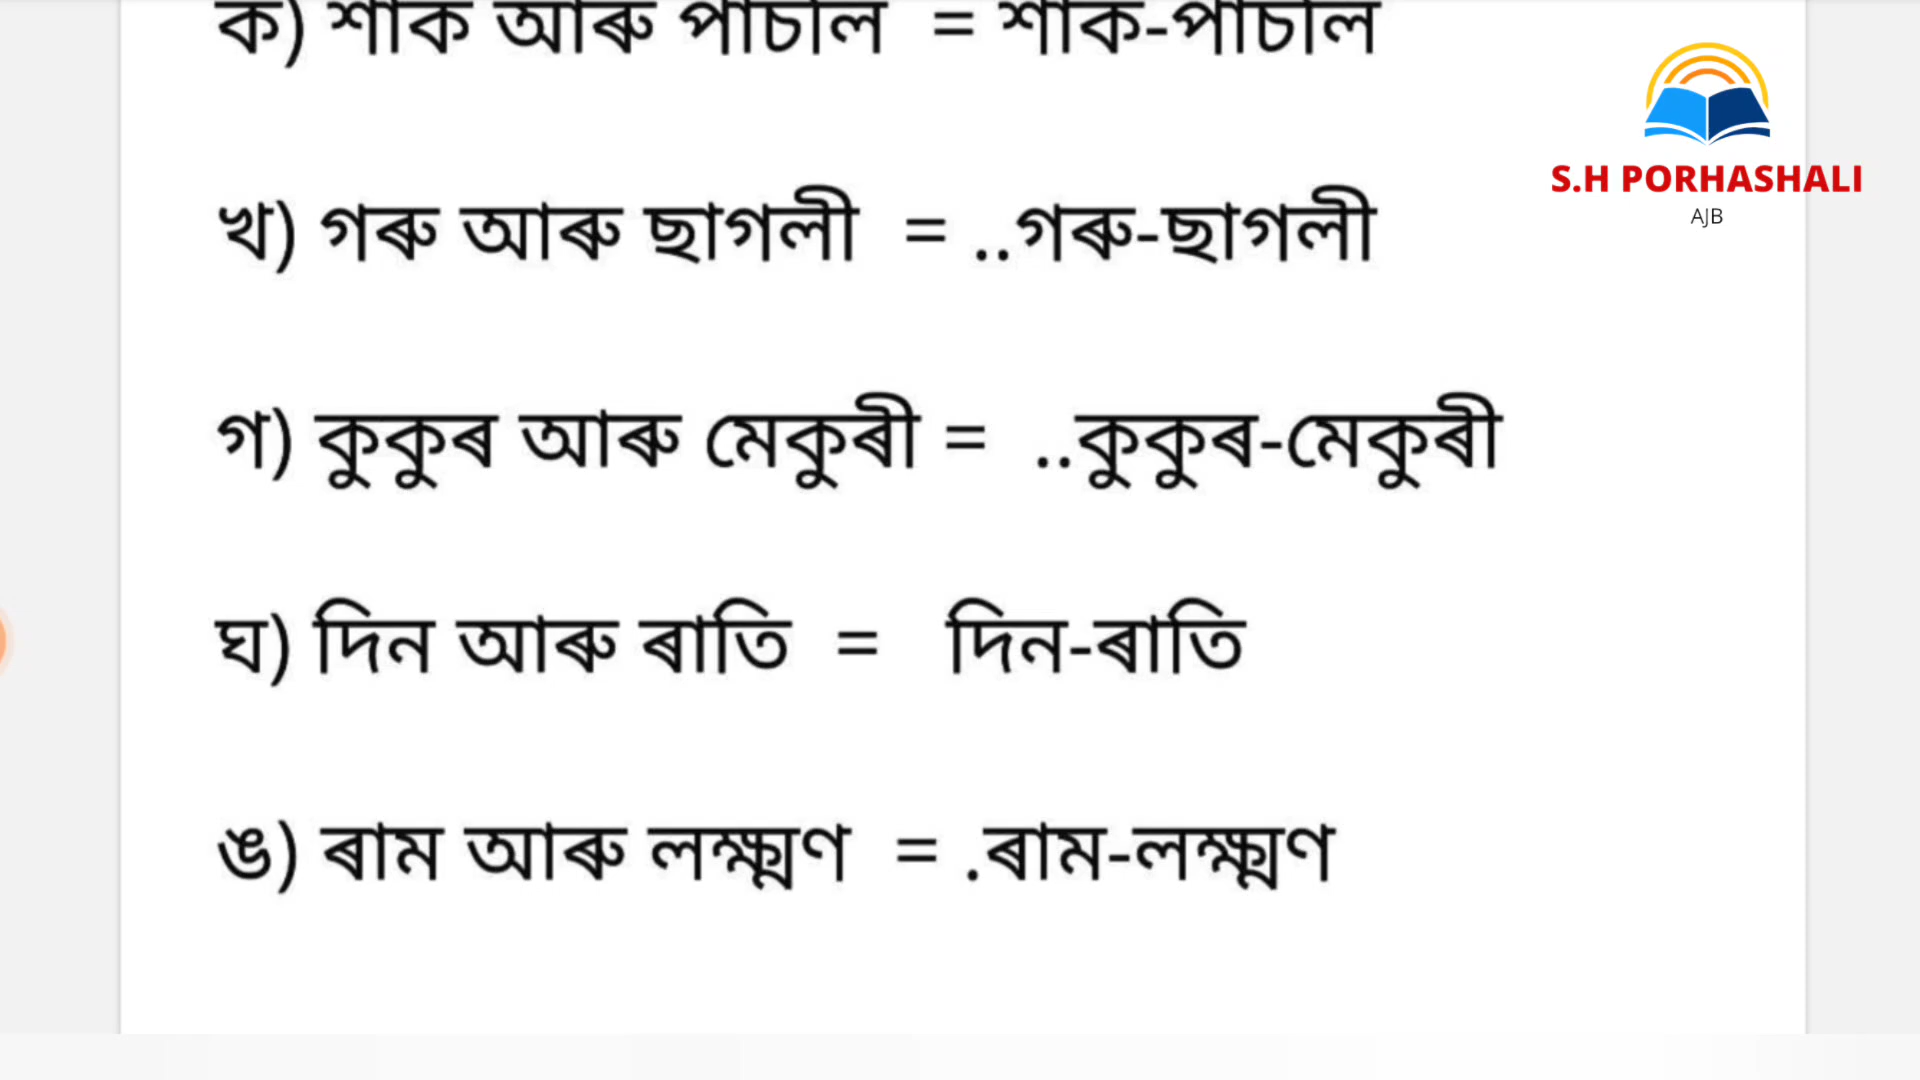 ক) শাক আৰু পাচলি = শাক-পাচলি
S.H PORHASHALI
AJB
খ) গৰু আৰু ছাগলী = ..গৰু-ছাগলী
গ) কুকুৰ আৰু মেকুৰী = ..কুকুৰ-মেকুৰী
ঘ) দিন আৰু ৰাতি = দিন-ৰাতি
ঙ) ৰাম আৰু লক্ষ্মণ = .ৰাম-লক্ষ্মণ